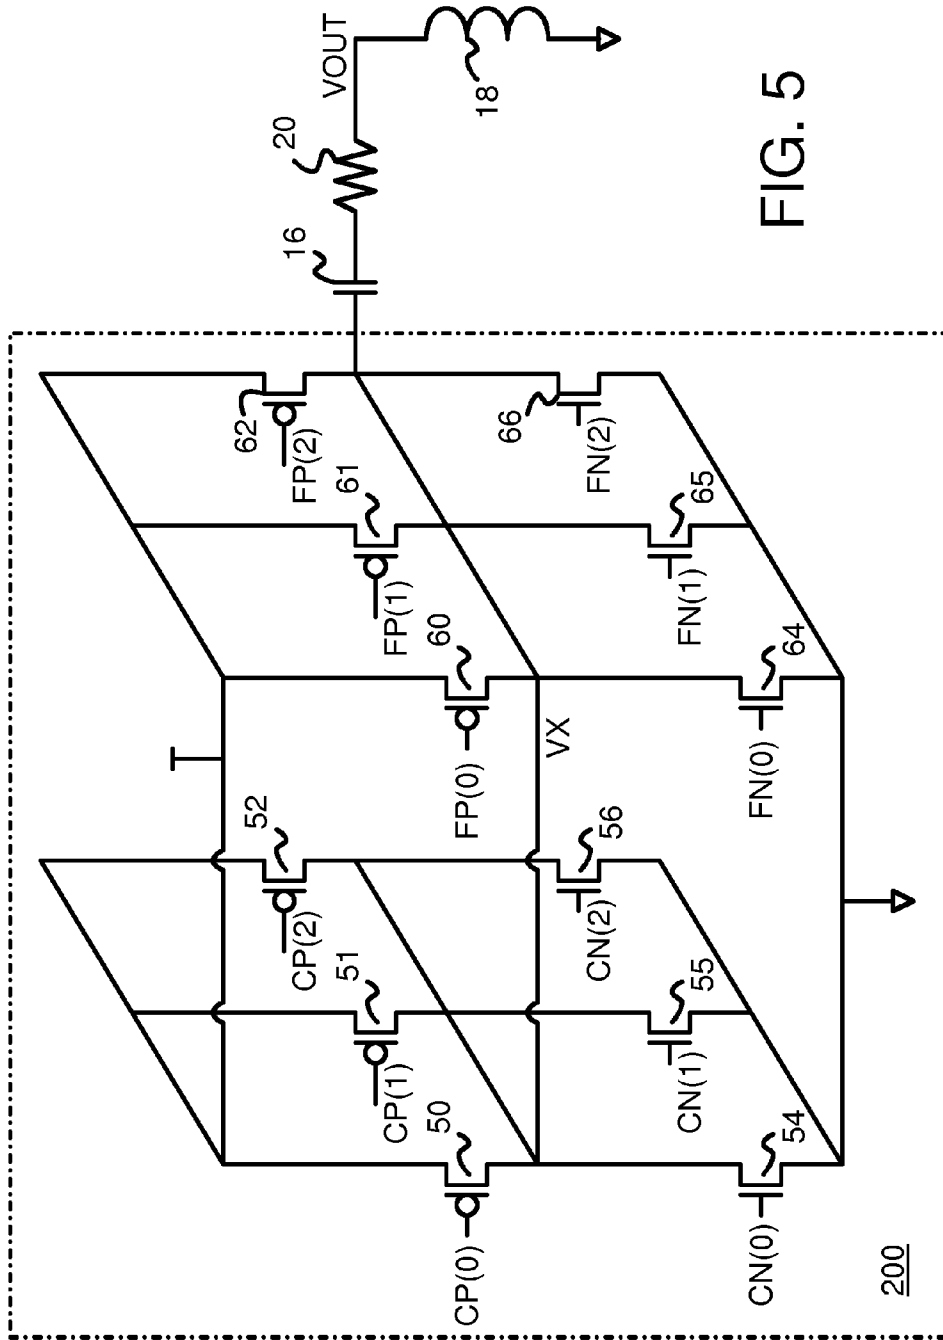 VOUT
20
18
16
62
FP(2)
61
FP(1)
60
FP(0)
66
FN(2)
65
FN(1)
64
FN(0)
VX
52
CP(2)
51
CP(1)
50
CP(0)
56
CN(2)
55
CN(1)
54
CN(0)
200
FIG. 5